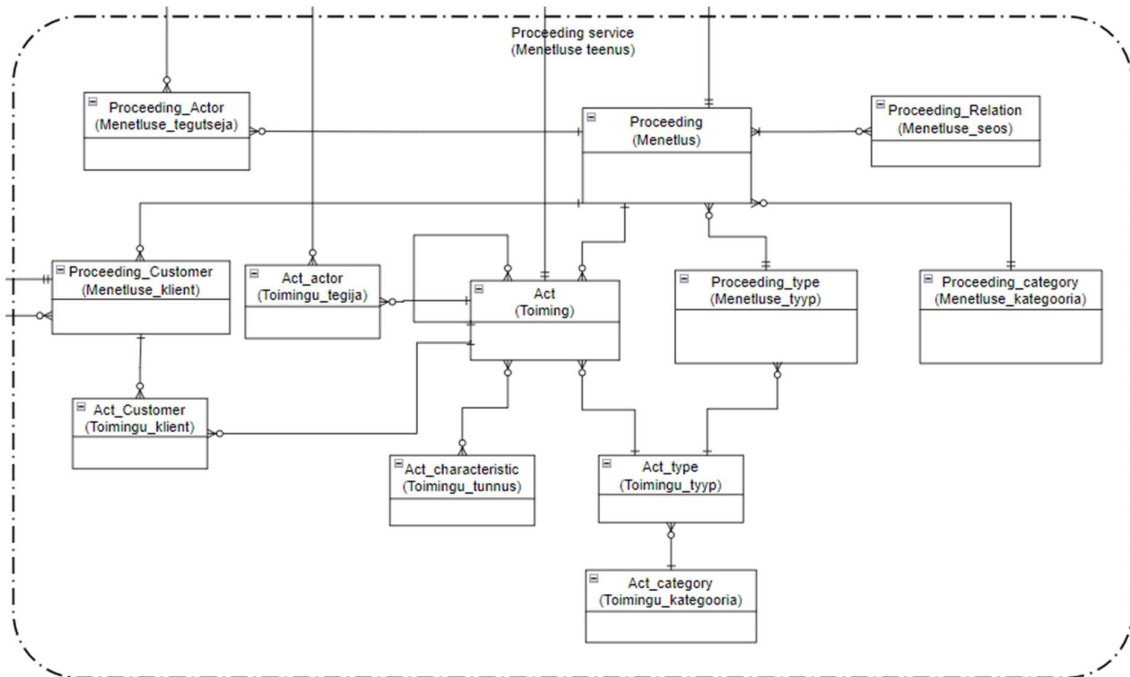 Proceeding service
(Menetluse teenus)
Proceeding_Actor
(Menetluse_tegutseja)
Proceeding
(Menetlus)
Proceeding_Relation
(Menetluse_seos)
Proceeding_Customer
(Menetluse_klient)
Act_actor
(Toimingu_tegija)
Act
(Toiming)
Proceeding_type
(Menetluse_tyyp)
Proceeding_category
(Menetluse_kategooria)
Act_Customer
(Toimingu_klient)
Act_characteristic
(Toimingu_tunnus)
Act_type
(Toimingu_tyyp)
Act_category
(Toimingu_kategooria)